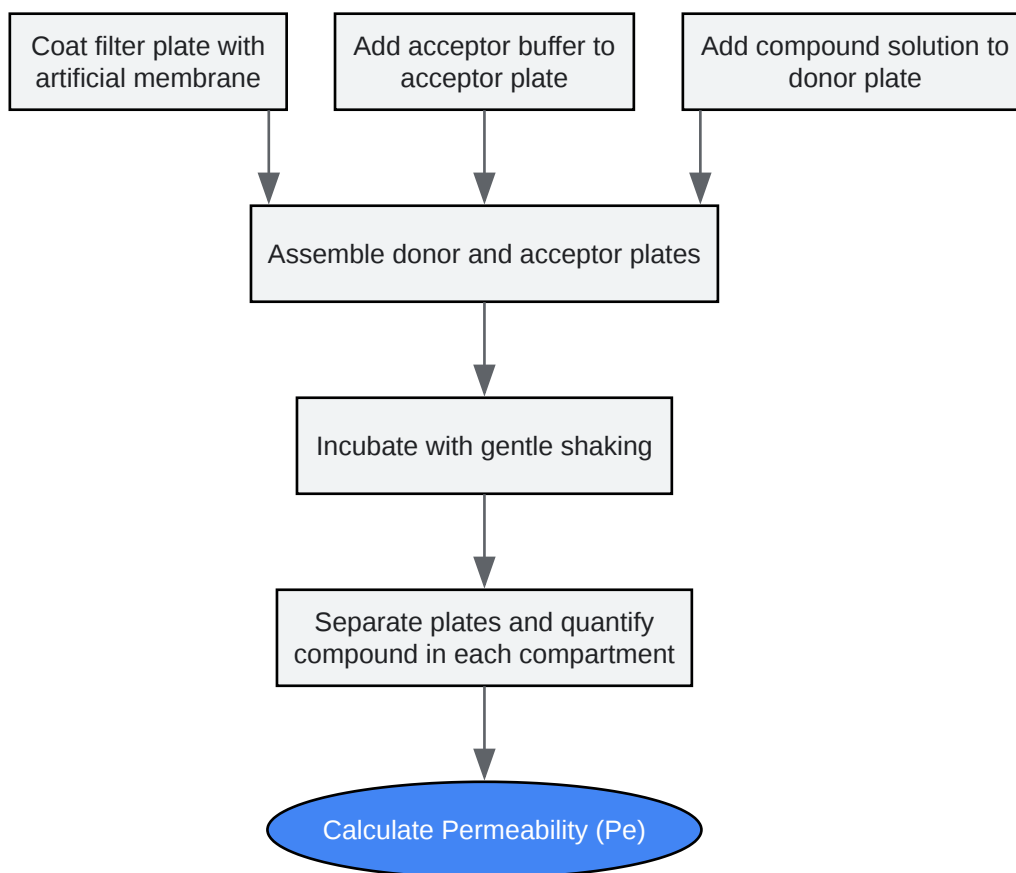 Coat filter plate with
artificial membrane
Add acceptor buffer to
acceptor plate
Add compound solution to
donor plate
Assemble donor and acceptor plates
Incubate with gentle shaking
Separate plates and quantify
compound in each compartment
Calculate Permeability (Pe)